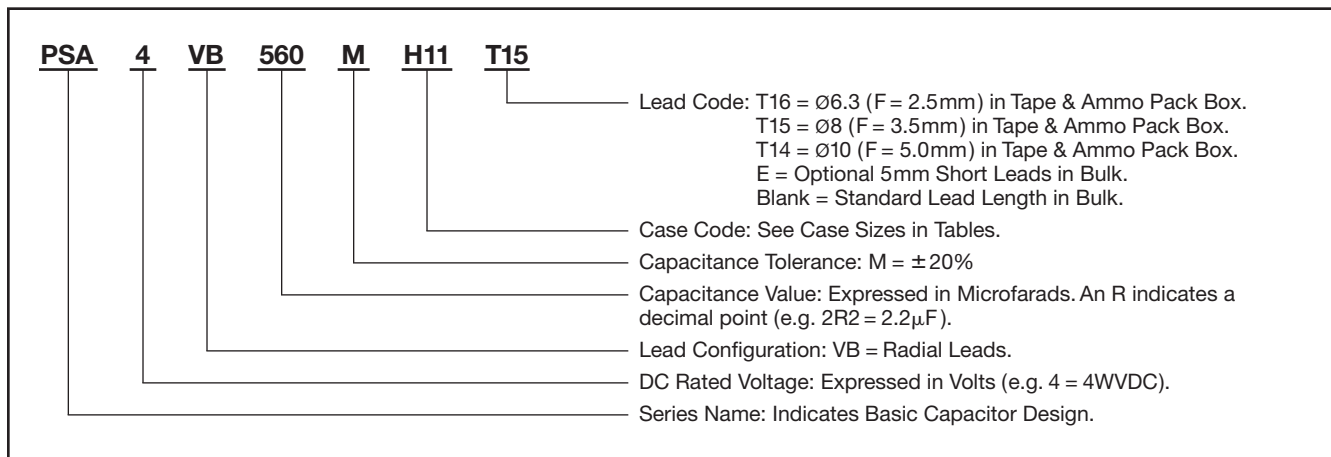 PSA 4 VB 560 M H11 T15
Lead Code: T16 = Ø6.3 (F = 2.5mm) in Tape & Ammo Pack Box.
T15 = Ø8 (F = 3.5mm) in Tape & Ammo Pack Box.
T14 = Ø10 (F = 5.0mm) in Tape & Ammo Pack Box.
E = Optional 5mm Short Leads in Bulk.
Blank = Standard Lead Length in Bulk.
Case Code: See Case Sizes in Tables.
Capacitance Tolerance: M = ±20%
Capacitance Value: Expressed in Microfarads. An R indicates a
decimal point (e.g. 2R2 = 2.2μF).
Lead Configuration: VB = Radial Leads.
DC Rated Voltage: Expressed in Volts (e.g. 4 = 4WVDC).
Series Name: Indicates Basic Capacitor Design.